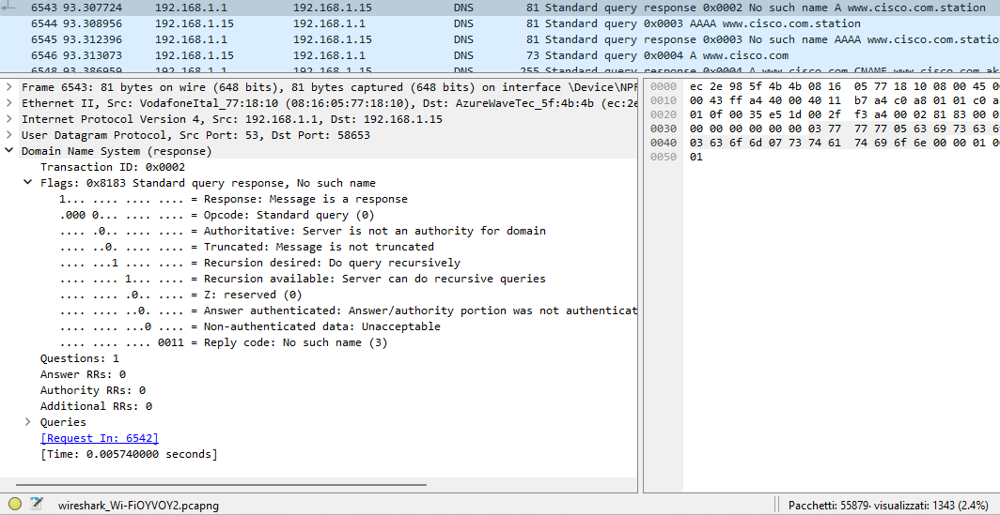 6543 93.307724 192.168.1.1 192.168.1.15 DNS 81 Standard query response 0x0002 No such name A www.cisco.com.station
6544 93.308956 192.168.1.15 192.168.1.1 DNS 81 Standard query 0x0003 AAAA www.cisco.com.station
6545 93.312396 192.168.1.1 192.168.1.15 DNS 81 Standard query response 0x0003 No such name AAAA www.cisco.com.statio
6546 93.313073 192.168.1.15 192.168.1.1 DNS 73 Standard query 0x0004 A www.cisco.com
6548 93.386959 192.168.1.1 192.168.1.15 DNS 255 Standard query response 0x0004 A www.cisco.com CNAME www.cisco.com.ak
Frame 6543: 81 bytes on wire (648 bits), 81 bytes captured (648 bits) on interface \Device\NPF
Ethernet II, Src: VodafoneItal_77:18:10 (08:16:05:77:18:10), Dst: AzureWaveTec_5f:4b:4b (ec:2e
Internet Protocol Version 4, Src: 192.168.1.1, Dst: 192.168.1.15
User Datagram Protocol, Src Port: 53, Dst Port: 58653
Domain Name System (response)
Transaction ID: 0x0002
Flags: 0x8183 Standard query response, No such name
1... .... .... .... = Response: Message is a response
.000 0... .... .... = Opcode: Standard query (0)
.... .0.. .... .... = Authoritative: Server is not an authority for domain
.... ..0. .... .... = Truncated: Message is not truncated
.... ...1 .... .... = Recursion desired: Do query recursively
.... .... 1... .... = Recursion available: Server can do recursive queries
.... .... .0.. .... = Z: reserved (0)
.... .... ..0. .... = Answer authenticated: Answer/authority portion was not authenticat
.... .... ...0 .... = Non-authenticated data: Unacceptable
.... .... .... 0011 = Reply code: No such name (3)
Questions: 1
Answer RRs: 0
Authority RRs: 0
Additional RRs: 0
Queries
[Request In: 6542]
[Time: 0.005740000 seconds]
0000 ec 2e 98 5f 4b 4b 08 16 05 77 18 10 08 00 45 0
0010 00 43 ff a4 40 00 40 11 b7 a4 c0 a8 01 01 c0 a
0020 01 0f 00 35 e5 1d 00 2f f3 a4 00 02 81 83 00 0
0030 00 00 00 00 00 00 03 77 77 77 05 63 69 73 63 6
0040 03 63 6f 6d 07 73 74 61 74 69 6f 6e 00 00 01 0
0050 01
wireshark_Wi-FiOYVOY2.pcapng
Pacchetti: 55879· visualizzati: 1343 (2.4%)